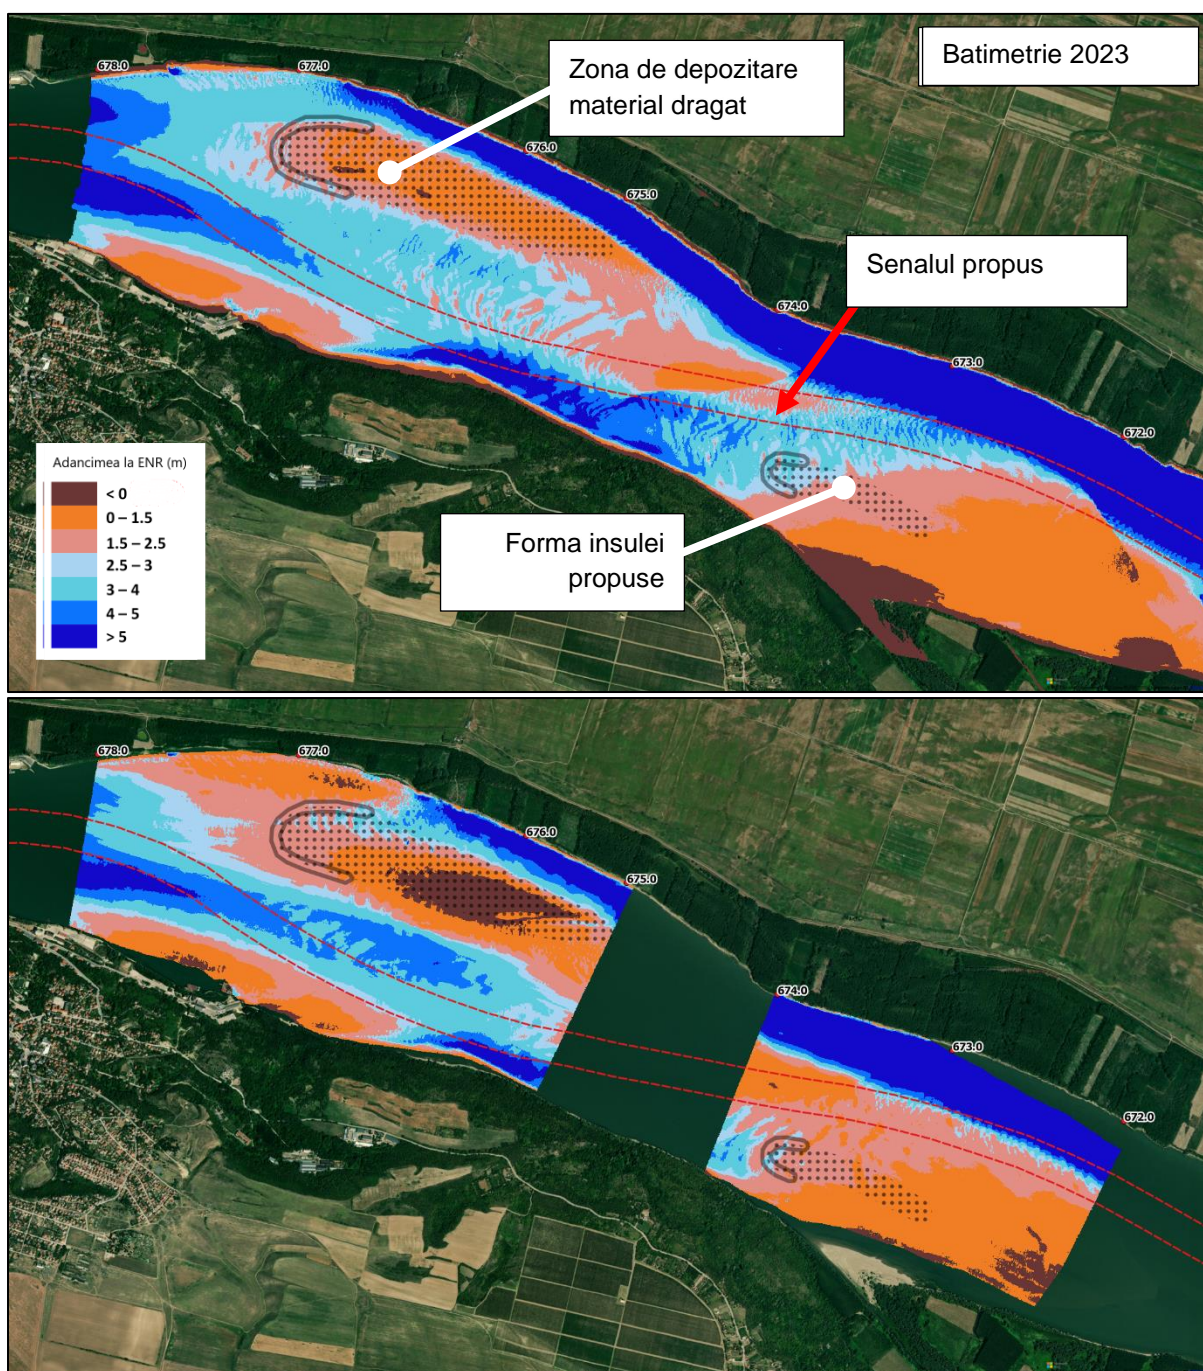 Batimetrie 2023
Zona de depozitare
material dragat
678.0
677.0
676.0
675.0
Senalul propus
674.0
673.0
672.0
Adancimea la ENR (m)
< 0
0 – 1.5
1.5 – 2.5
2.5 – 3
3 – 4
4 – 5
> 5
Forma insulei
propuse
678.0
677.0
676.0
675.0
674.0
673.0
672.0